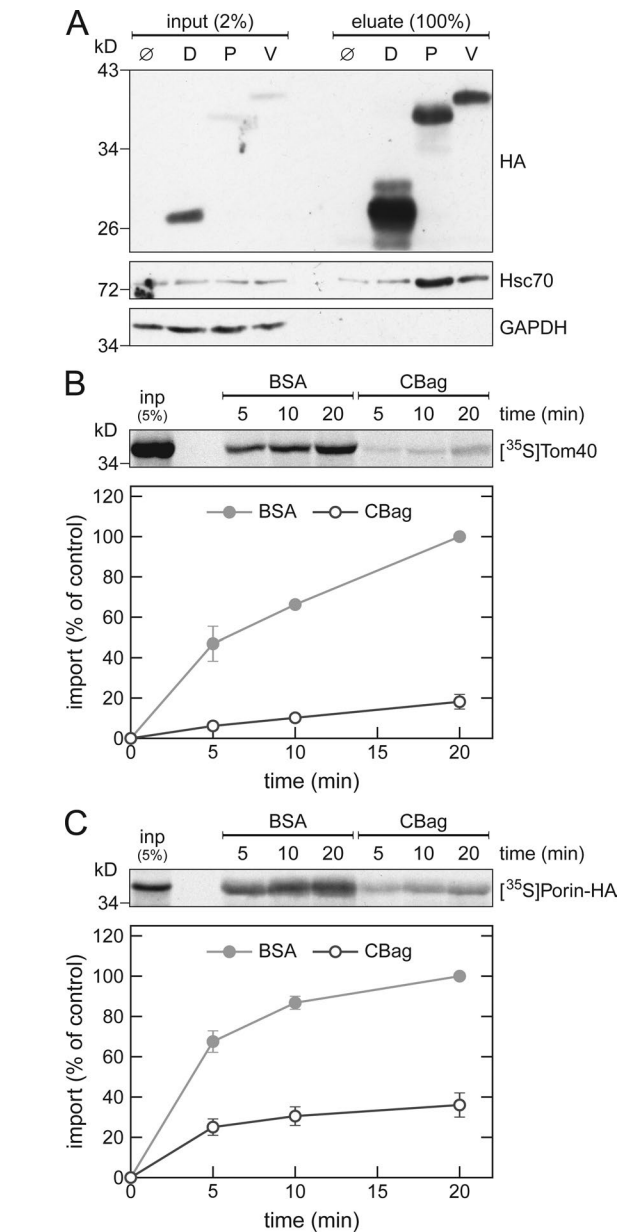 A
input (2%) eluate (100%)
kD ∅ D P V ∅ D P V
43
34
HA
26
Hsc70
72
GAPDH
34
B
BSA CBag
inp
(5%) 5 10 20 5 10 20 time (min)
kD
[35S]Tom40
34
120
BSA CBag
100
80
60
40
20
0
0 5 10 15 20
import (% of control)
time (min)
C
BSA CBag
inp
(5%) 5 10 20 5 10 20 time (min)
kD
[35S]Porin-HA
34
120
BSA CBag
100
80
60
40
20
0
0 5 10 15 20
import (% of control)
time (min)